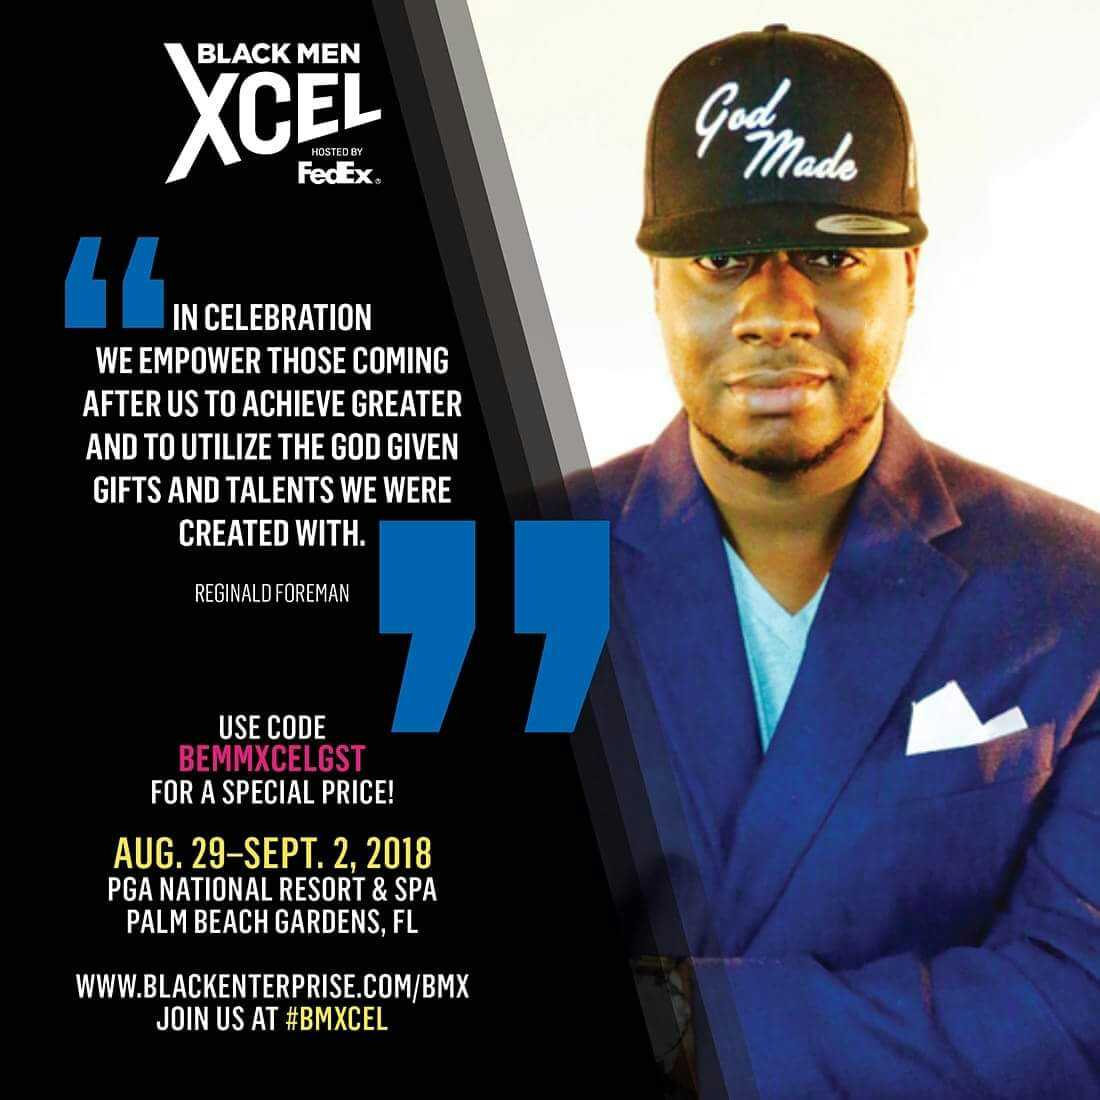 BLACK MEN
XCEL
HOSTED BY
FedEx®
“IN CELEBRATION
WE EMPOWER THOSE COMING
AFTER US TO ACHIEVE GREATER
AND TO UTILIZE THE GOD GIVEN
GIFTS AND TALENTS WE WERE
CREATED WITH.”
REGINALD FOREMAN
USE CODE
BEMMXCELGST
FOR A SPECIAL PRICE!
AUG. 29–SEPT. 2, 2018
PGA NATIONAL RESORT & SPA
PALM BEACH GARDENS, FL
WWW.BLACKENTERPRISE.COM/BMX
JOIN US AT #BMXCEL
God
Made